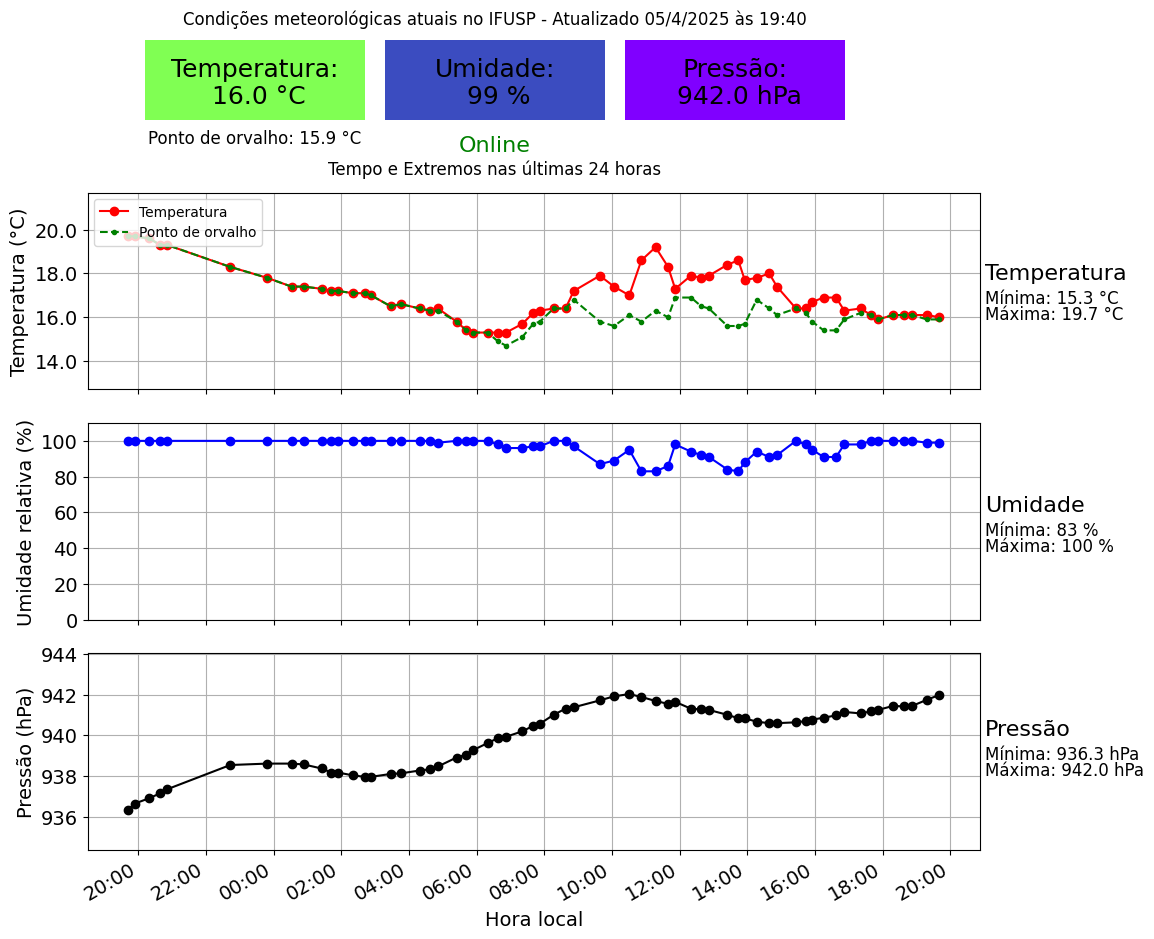 Condições meteorológicas atuais no IFUSP - Atualizado 05/4/2025 às 19:40
Temperatura:
16.0 °C
Umidade:
99 %
Pressão:
942.0 hPa
Ponto de orvalho: 15.9 °C
Online
Tempo e Extremos nas últimas 24 horas
Temperatura (°C)
20.0
18.0
16.0
14.0
Temperatura
Ponto de orvalho
Temperatura
Mínima: 15.3 °C
Máxima: 19.7 °C
Umidade relativa (%)
100
80
60
40
20
0
Umidade
Mínima: 83 %
Máxima: 100 %
Pressão (hPa)
944
942
940
938
936
Pressão
Mínima: 936.3 hPa
Máxima: 942.0 hPa
20:00
22:00
00:00
02:00
04:00
06:00
08:00
10:00
12:00
14:00
16:00
18:00
20:00
Hora local